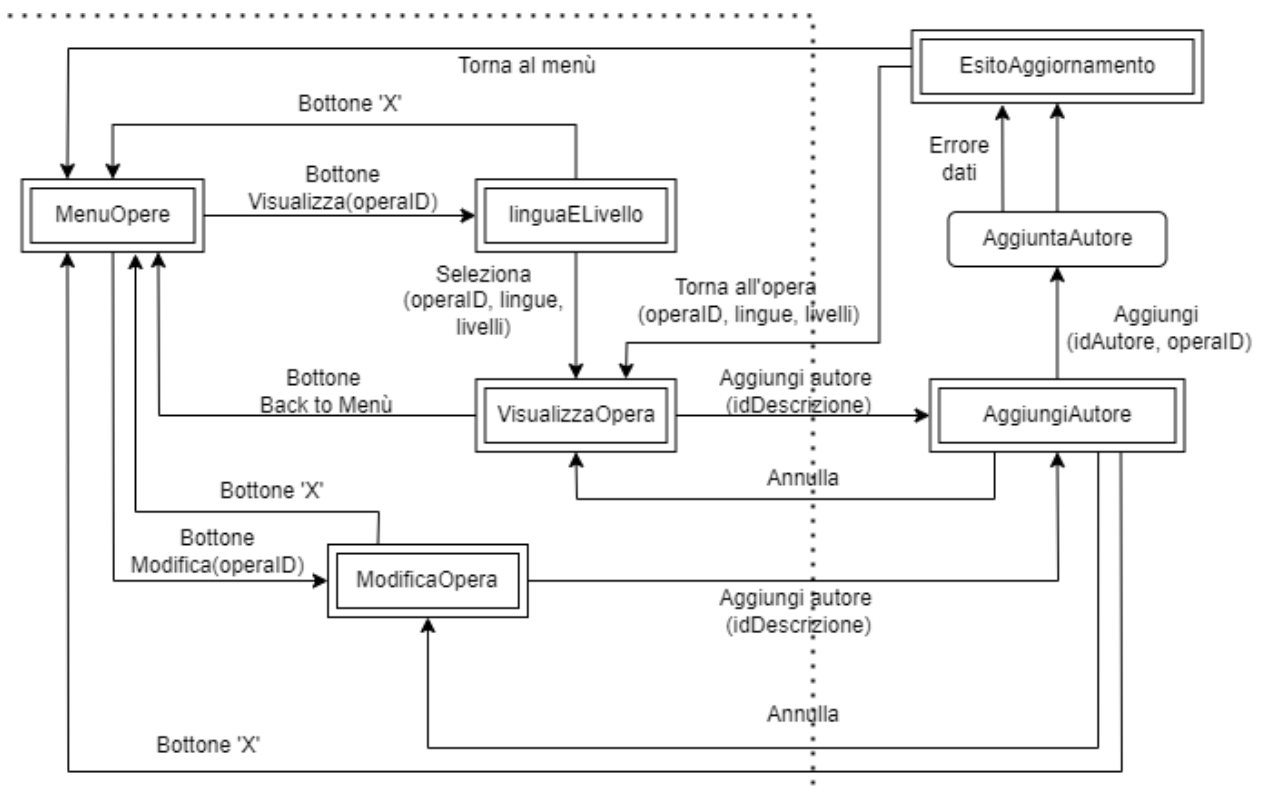 EsitoAggiornamento
Torna al menù
Bottone 'X'
Errore
dati
Bottone
Visualizza(operaID)
MenuOpere
linguaELivello
AggiuntaAutore
Seleziona
(operaID, lingue,
livelli)
Torna all'opera
(operaID, lingue, livelli)
Aggiungi
(idAutore, operaID)
Bottone
Back to Menù
VisualizzaOpera
Aggiungi autore
(idDescrizione)
AggiungiAutore
Annulla
Bottone 'X'
Bottone
Modifica(operaID)
ModificaOpera
Aggiungi autore
(idDescrizione)
Annulla
Bottone 'X'